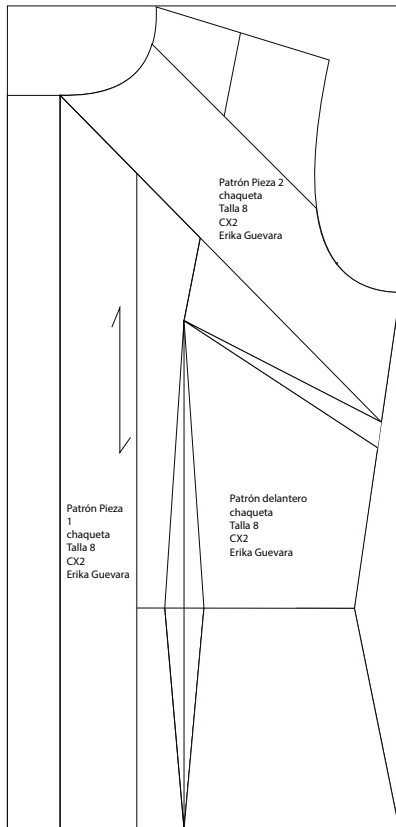 Patrón Pieza 2
chaqueta
Talla 8
CX2
Erika Guevara
Patrón Pieza
1
chaqueta
Talla 8
CX2
Erika Guevara
Patrón delantero
chaqueta
Talla 8
CX2
Erika Guevara